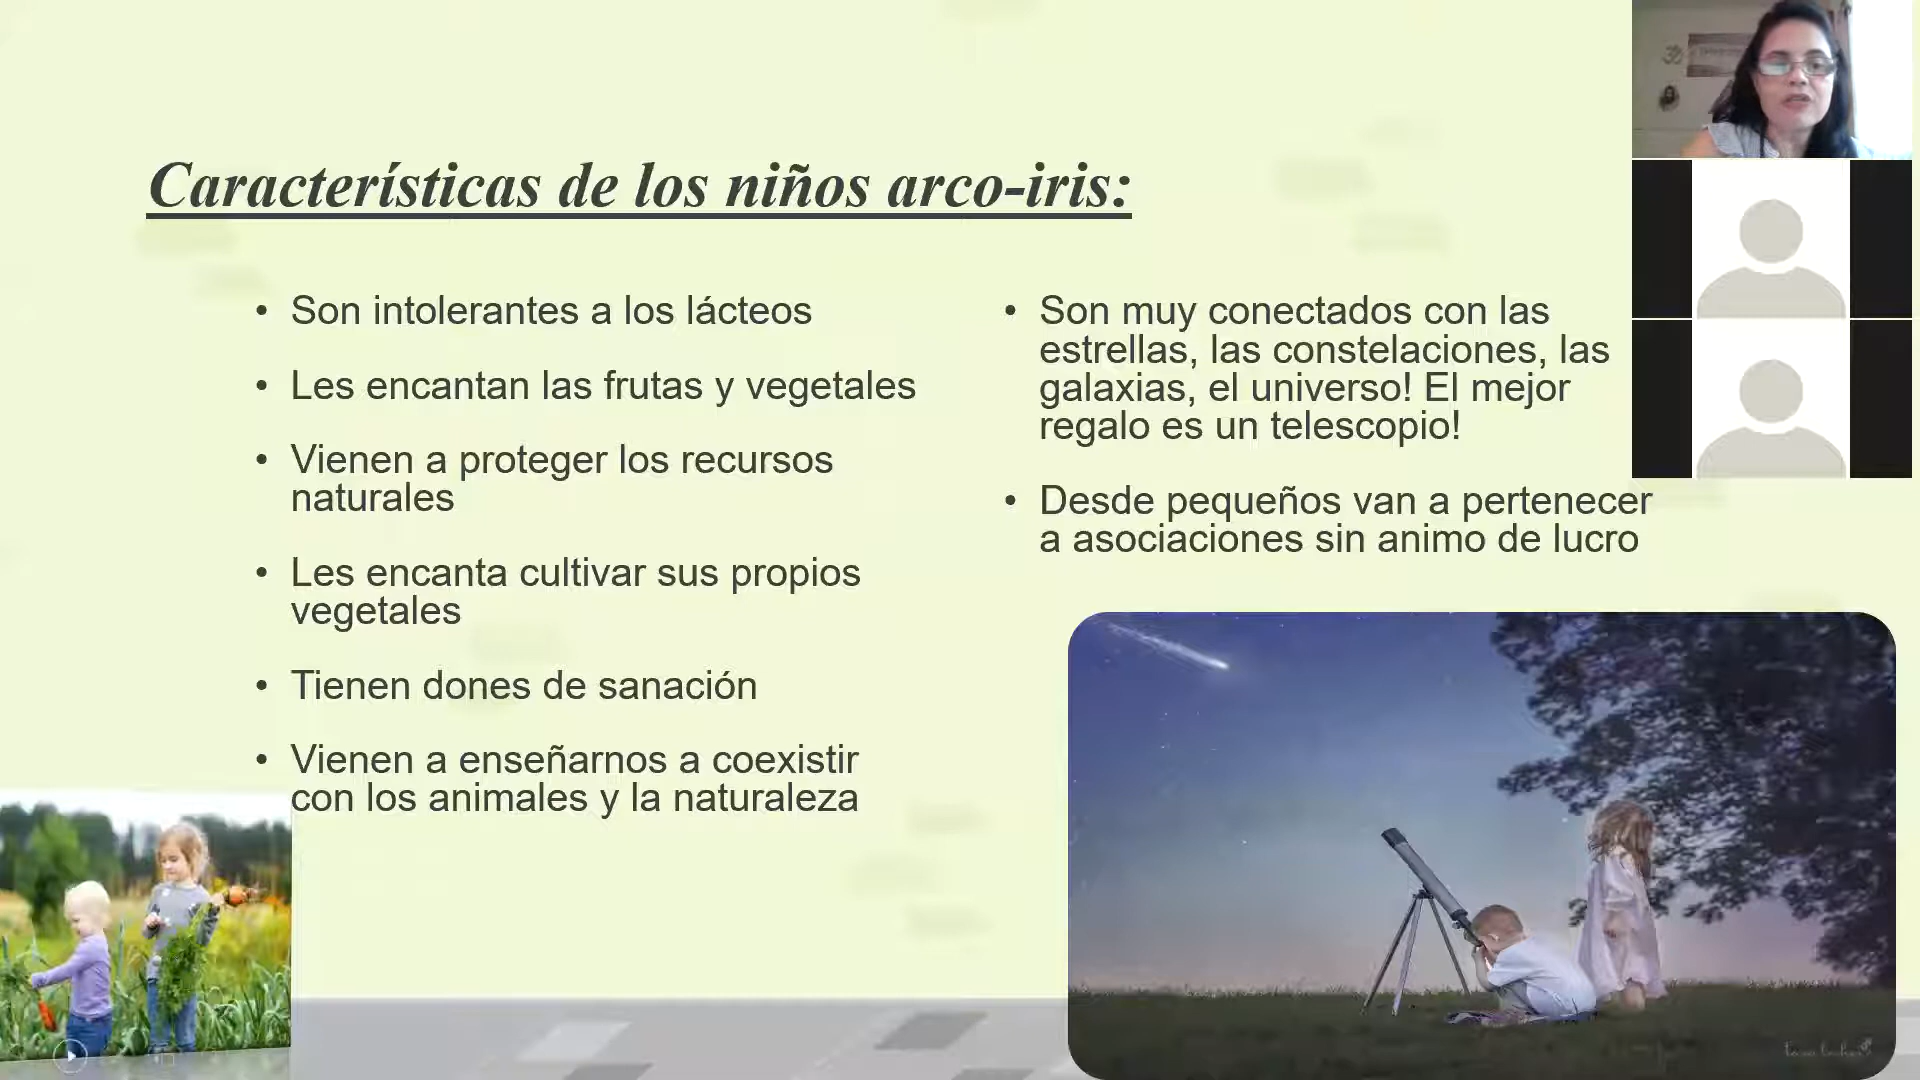 Características de los niños arco-iris:
• Son intolerantes a los lácteos
• Les encantan las frutas y vegetales
• Vienen a proteger los recursos
naturales
• Les encanta cultivar sus propios
vegetales
• Tienen dones de sanación
• Vienen a enseñarnos a coexistir
con los animales y la naturaleza
• Son muy conectados con las
estrellas, las constelaciones, las
galaxias, el universo! El mejor
regalo es un telescopio!
• Desde pequeños van a pertenecer
a asociaciones sin animo de lucro